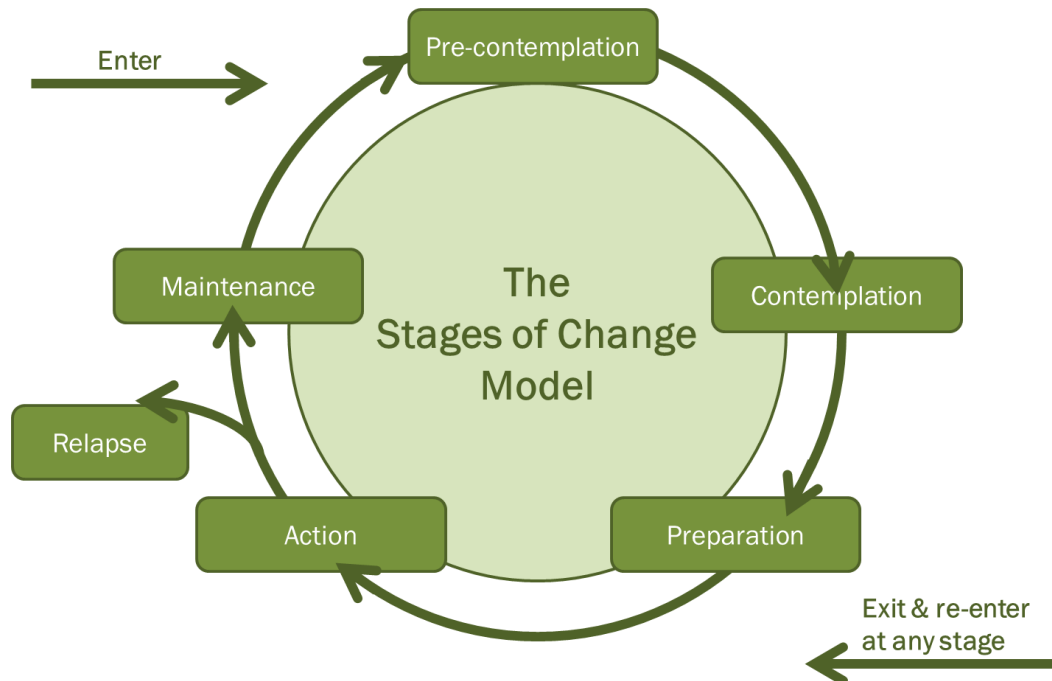 Enter
Pre-contemplation
Contemplation
Preparation
Action
Relapse
Maintenance
The
Stages of Change
Model
Exit & re-enter
at any stage